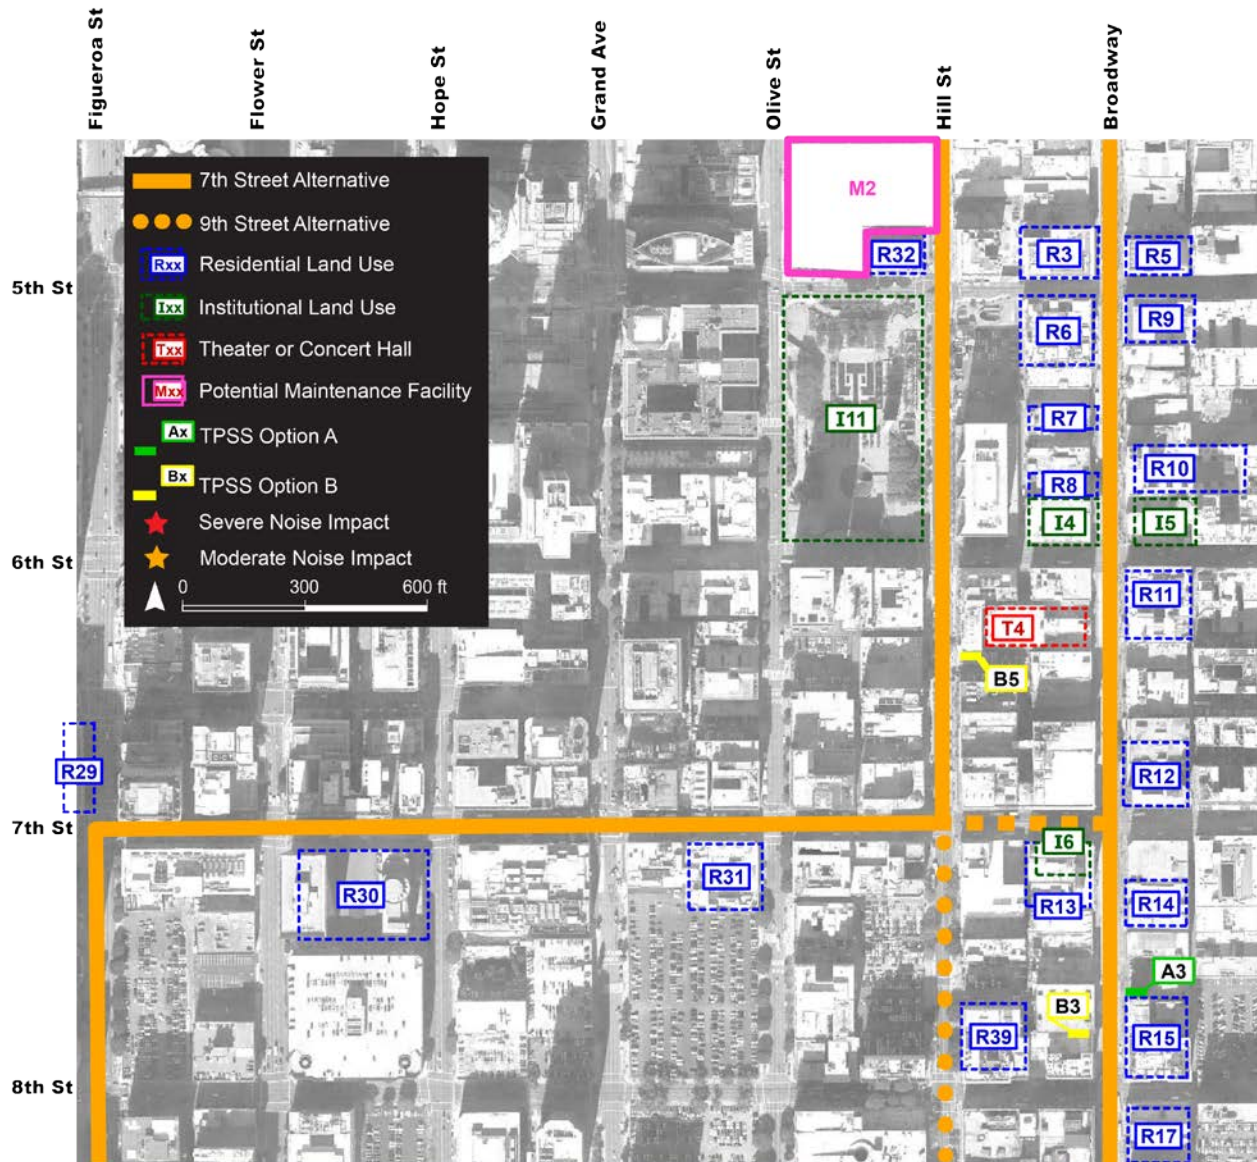 Figueroa St
Flower St
Hope St
Grand Ave
Olive St
Hill St
Broadway
7th Street Alternative
9th Street Alternative
Rxx Residential Land Use
Ixx Institutional Land Use
Txx Theater or Concert Hall
Mxx Potential Maintenance Facility
Ax TPSS Option A
Bx TPSS Option B
Severe Noise Impact
Moderate Noise Impact
0 300 600 ft
M2
R32
R3
R5
5th St
R6
R9
I11
R7
R10
R8
I4
I5
6th St
R11
T4
B5
R29
R12
7th St
I6
R30
R31
R13
R14
A3
B3
R39
R15
8th St
R17